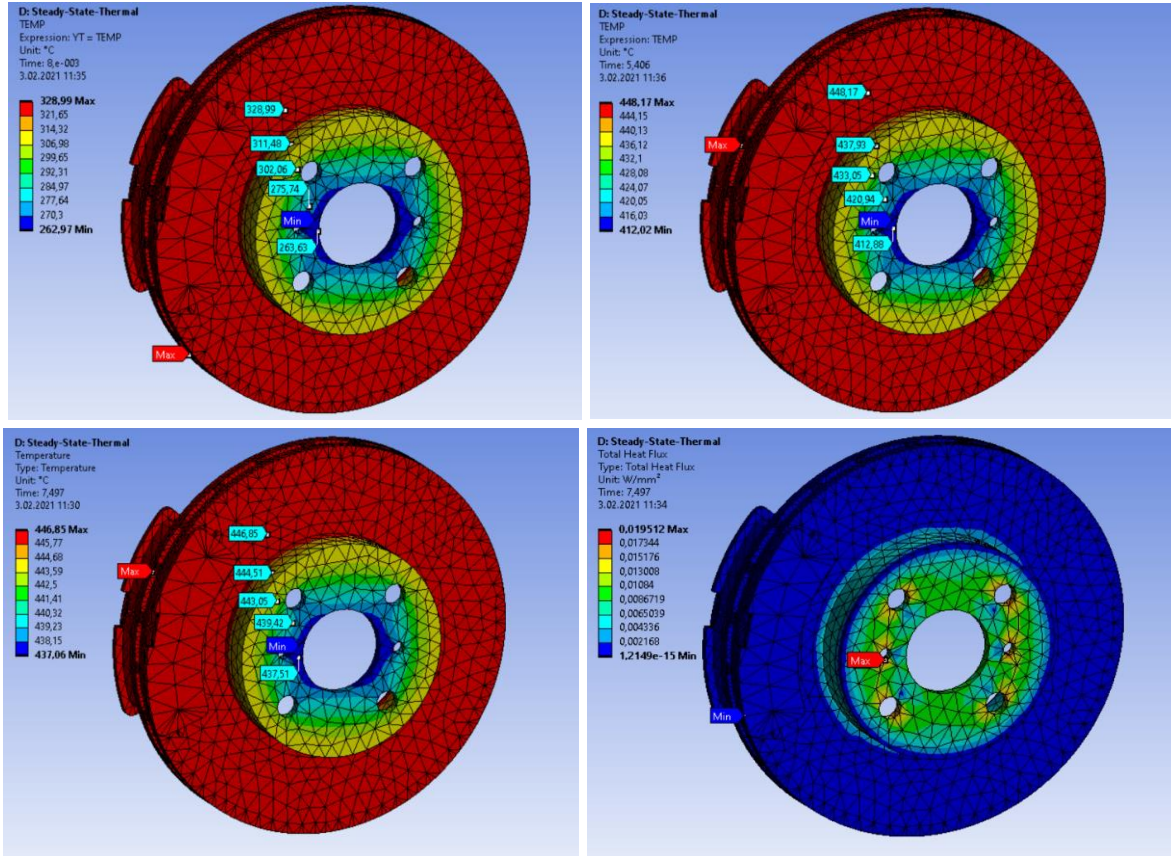 D: Steady-State-Thermal
TEMP
Expression: YT = TEMP
Unit: °C
Time: 8,e-003
3.02.2021 11:35
328,99 Max
321,65
314,32
306,98
299,65
292,31
284,97
277,64
270,3
262,97 Min
328,99
311,48
302,06
275,74
Min
263,63
Max
D: Steady-State-Thermal
TEMP
Expression: TEMP
Unit: °C
Time: 5,406
3.02.2021 11:36
448,17 Max
444,15
440,13
436,12
432,1
428,08
424,07
420,05
416,03
412,02 Min
448,17
Max
437,93
433,05
420,94
Min
412,88
D: Steady-State-Thermal
Temperature
Type: Temperature
Unit: °C
Time: 7,497
3.02.2021 11:30
446,85 Max
445,77
444,68
443,59
442,5
441,41
440,32
439,23
438,15
437,06 Min
446,85
Max
444,51
443,05
439,42
Min
437,51
D: Steady-State-Thermal
Total Heat Flux
Type: Total Heat Flux
Unit: W/mm²
Time: 7,497
3.02.2021 11:34
0,019512 Max
0,017344
0,015176
0,013008
0,01084
0,0086719
0,0065039
0,004336
0,002168
1,2149e-15 Min
Max
Min